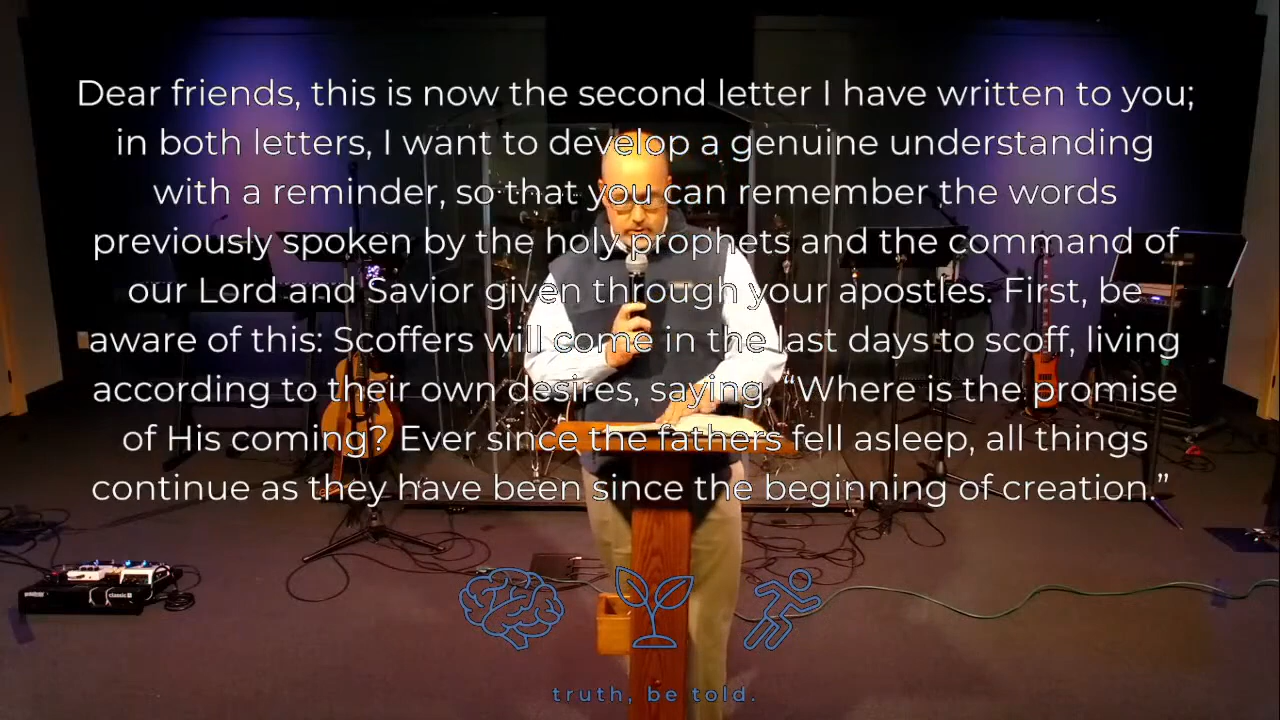 Dear friends, this is now the second letter I have written to you;
in both letters, I want to develop a genuine understanding
with a reminder, so that you can remember the words
previously spoken by the holy prophets and the command of
our Lord and Savior given through your apostles. First, be
aware of this: Scoffers will come in the last days to scoff, living
according to their own desires, saying, “Where is the promise
of His coming? Ever since the fathers fell asleep, all things
continue as they have been since the beginning of creation.”
classic
truth, be told.